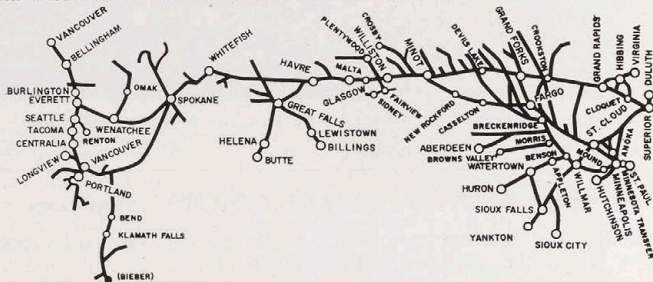 VANCOUVER
BELLINGHAM
BURLINGTON
EVERETT
SEATTLE
TACOMA
RENTON
CENTRALIA
LONGVIEW
VANCOUVER
PORTLAND
BEND
KLAMATH FALLS
(BIEBER)
WENATCHEE
OMAK
SPOKANE
WHITEFISH
HELENA
BUTTE
GREAT FALLS
LEWISTOWN
BILLINGS
HAVRE
MALTA
GLASGOW
PLENTYWOOD
WILLISTON
CROSBY
FAIRVIEW
SIDNEY
MINOT
DEVILS LAKE
NEW ROCKFORD
CASSELTON
GRAND FORKS
CROOKSTON
FARGO
BRECKENRIDGE
ABERDEEN
MORRIS
BROWNS VALLEY
BENSON
WATERTOWN
APPLETON
HURON
SIOUX FALLS
YANKTON
SIOUX CITY
WILLMAR
HUTCHINSON
MOUND
MINNEAPOLIS
MINNESOTA TRANSFER
ST. PAUL
ANOKA
ST. CLOUD
CLOQUET
GRAND RAPIDS
HIBBING
VIRGINIA
DULUTH
SUPERIOR